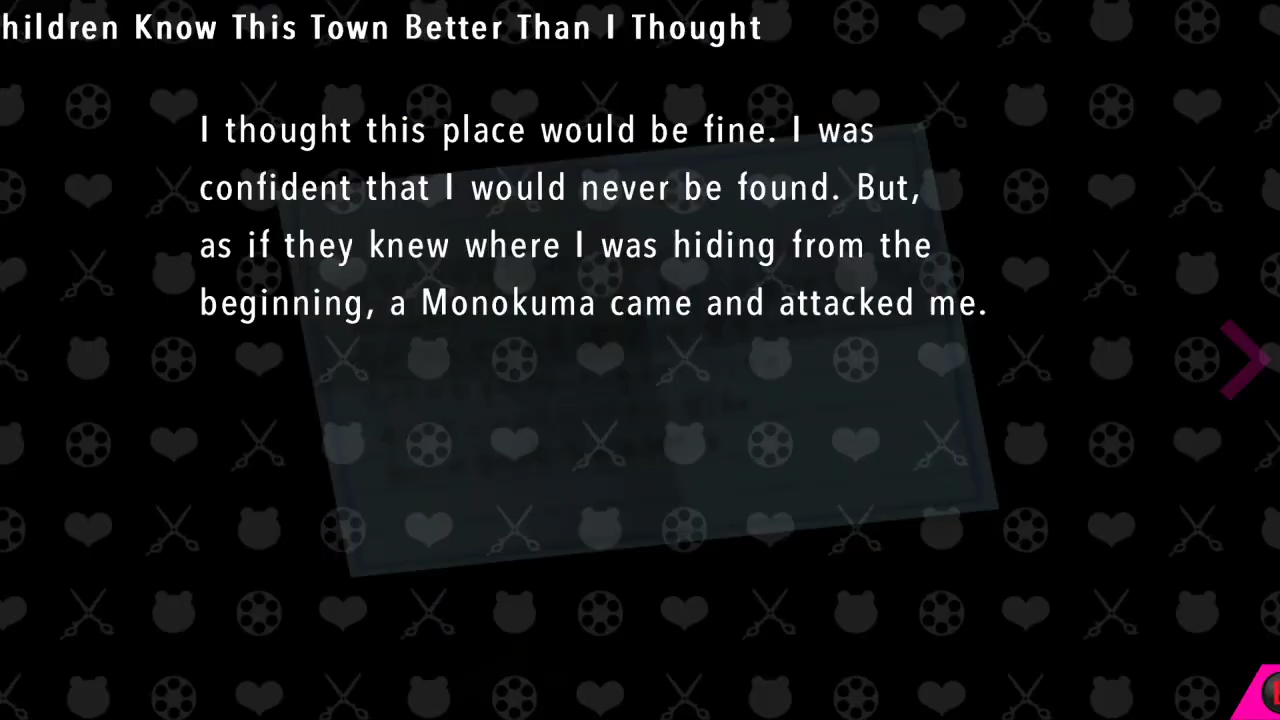 hildren Know This Town Better Than I Thought
I thought this place would be fine. I was
confident that I would never be found. But,
as if they knew where I was hiding from the
beginning, a Monokuma came and attacked me.